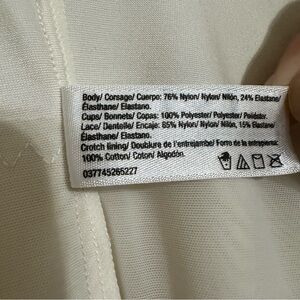 Body/ Corsage/ Cuerpo: 76% Nylon/ Nylon/ Nilón, 24% Elastane/
Élasthane/ Elastano.
Cups/ Bonnets/ Copas: 100% Polyester/ Polyester/ Poliéster.
Lace/ Dentelle/ Encaje: 85% Nylon/ Nylon/ Nilón, 15% Elastane/
Élasthane/ Elastano.
Crotch lining/ Doublure de l'entrejambe/ Forro de la entrepierna:
100% Cotton/ Coton/ Algodón.
037745265227